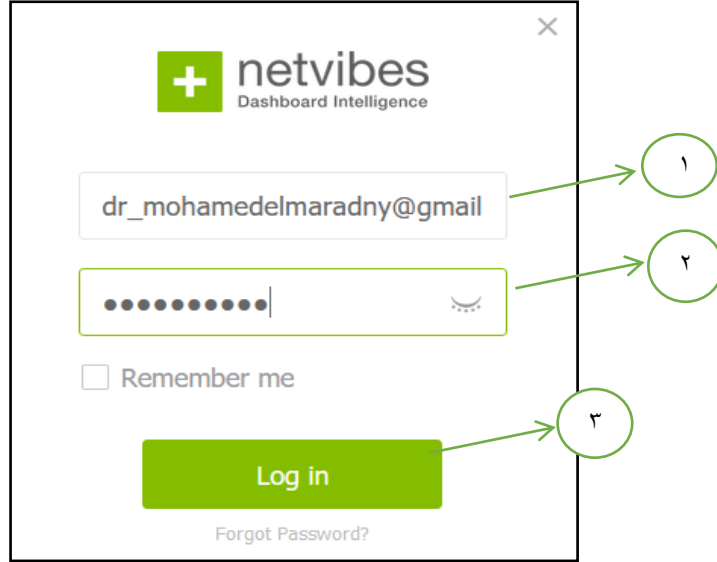 netvibes
Dashboard Intelligence
dr_mohamedelmaradny@gmail
١
••••••••••
٢
Remember me
٣
Log in
Forgot Password?